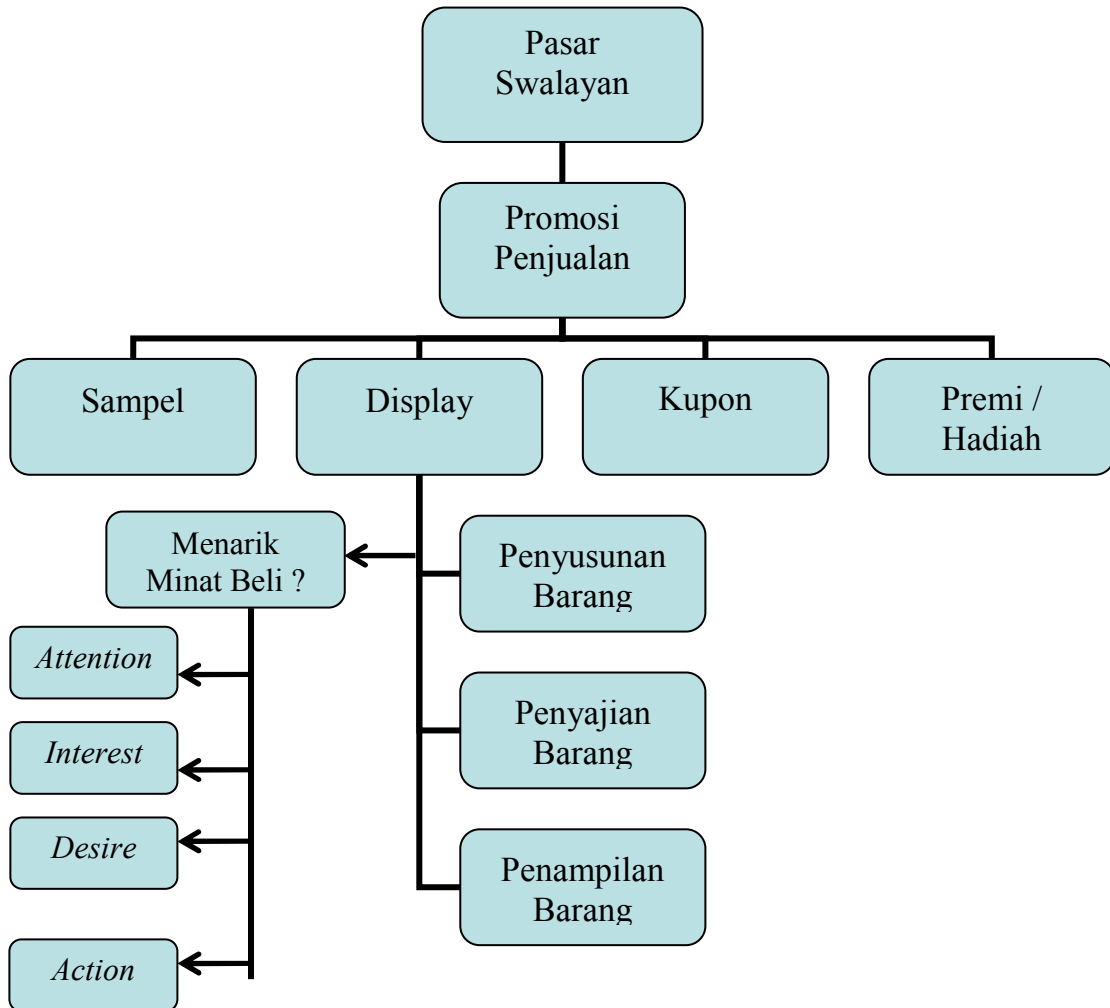 Pasar
Swalayan
Promosi
Penjualan
Sampel
Display
Kupon
Premi /
Hadiah
Menarik
Minat Beli ?
Penyusunan
Barang
Attention
Interest
Penyajian
Barang
Desire
Penampilan
Barang
Action